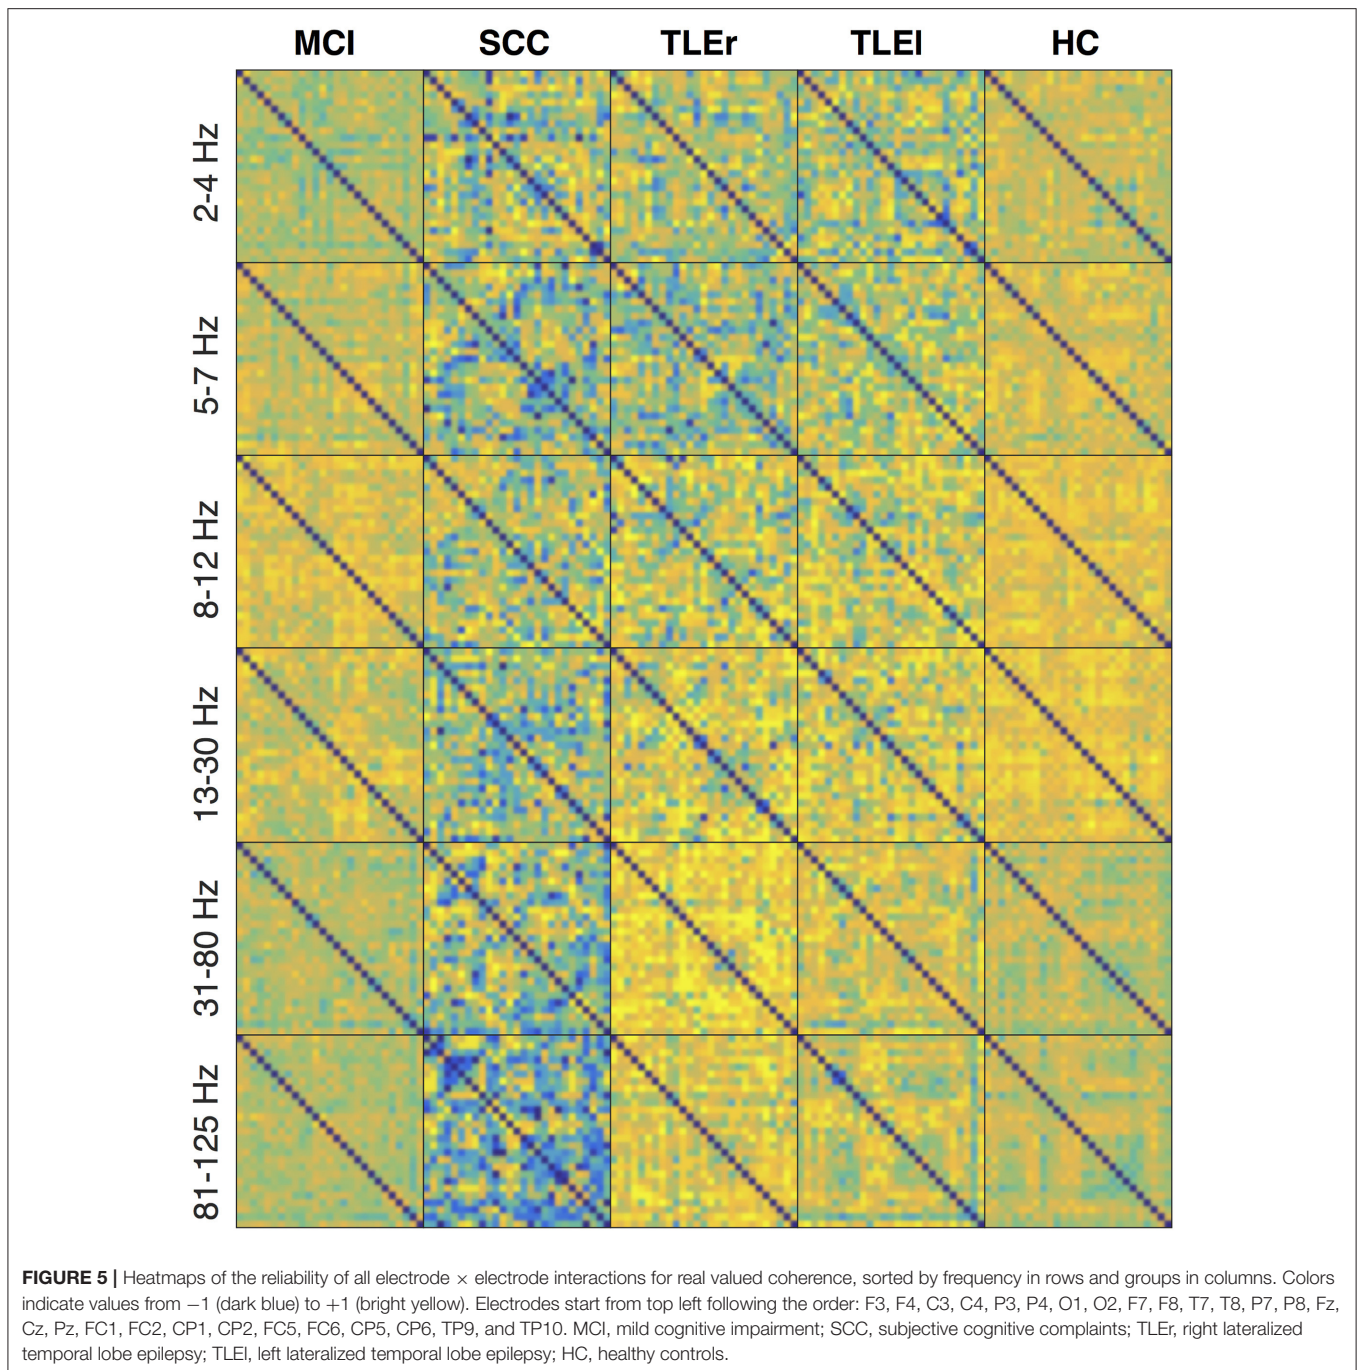 MCI SCC TLEr TLEl HC
2-4 Hz
5-7 Hz
8-12 Hz
13-30 Hz
31-80 Hz
81-125 Hz
FIGURE 5 | Heatmaps of the reliability of all electrode × electrode interactions for real valued coherence, sorted by frequency in rows and groups in columns. Colors
indicate values from −1 (dark blue) to +1 (bright yellow). Electrodes start from top left following the order: F3, F4, C3, C4, P3, P4, O1, O2, F7, F8, T7, T8, P7, P8, Fz,
Cz, Pz, FC1, FC2, CP1, CP2, FC5, FC6, CP5, CP6, TP9, and TP10. MCI, mild cognitive impairment; SCC, subjective cognitive complaints; TLEr, right lateralized
temporal lobe epilepsy; TLEl, left lateralized temporal lobe epilepsy; HC, healthy controls.